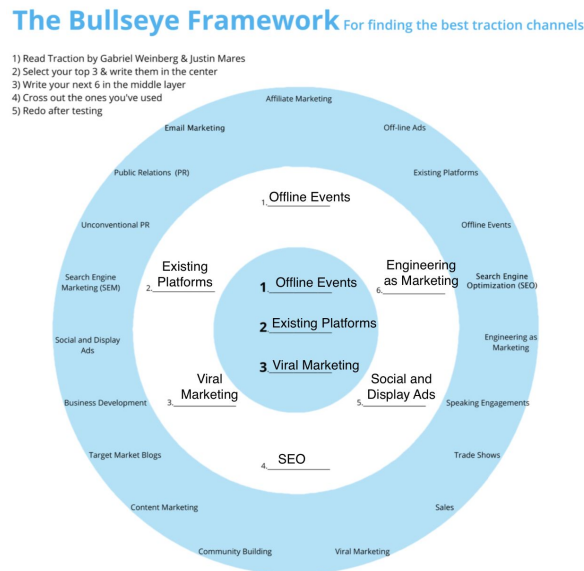 The Bullseye Framework For finding the best traction channels
1) Read Traction by Gabriel Weinberg & Justin Mares
2) Select your top 3 & write them in the center
3) Write your next 6 in the middle layer
4) Cross out the ones you've used
5) Redo after testing
Affiliate Marketing
Off-line Ads
Existing Platforms
Offline Events
Search Engine
Optimization (SEO)
Engineering as
Marketing
Speaking Engagements
Trade Shows
Sales
Viral Marketing
Community Building
Content Marketing
Target Market Blogs
Business Development
Social and Display
Ads
Search Engine
Marketing (SEM)
Unconventional PR
Public Relations (PR)
Email Marketing
1. Offline Events
Existing
2. Platforms
Viral
3. Marketing
4. SEO
Social and
5. Display Ads
Engineering
6. as Marketing
1 Offline Events
2 Existing Platforms
3 Viral Marketing